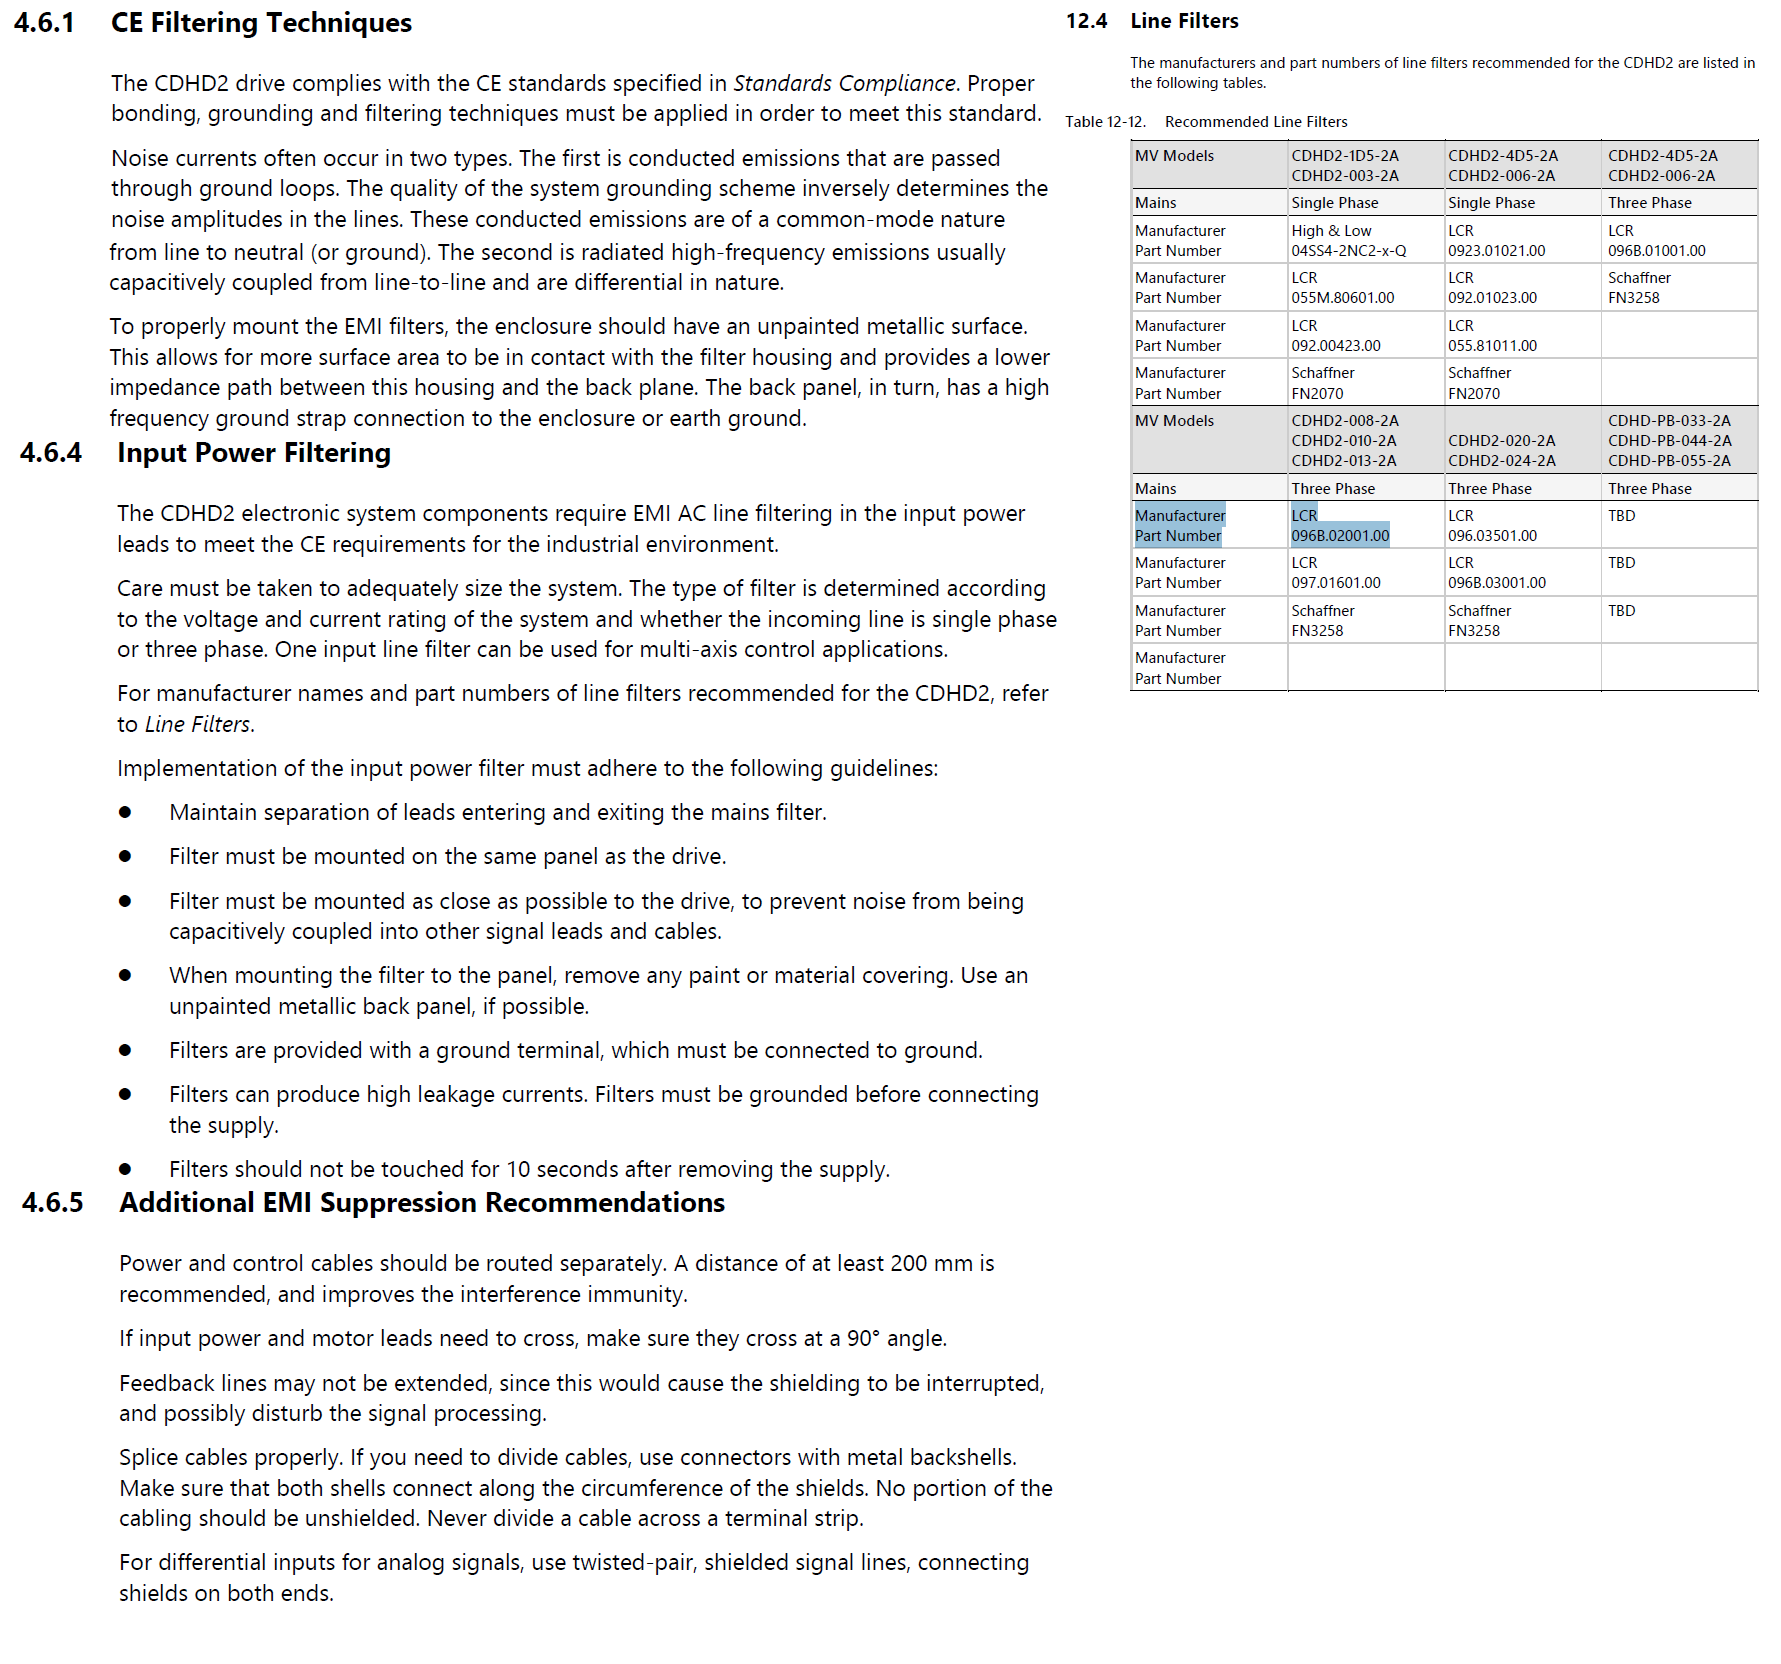 4.6.1 CE Filtering Techniques
The CDHD2 drive complies with the CE standards specified in Standards Compliance. Proper
bonding, grounding and filtering techniques must be applied in order to meet this standard.
Noise currents often occur in two types. The first is conducted emissions that are passed
through ground loops. The quality of the system grounding scheme inversely determines the
noise amplitudes in the lines. These conducted emissions are of a common-mode nature
from line to neutral (or ground). The second is radiated high-frequency emissions usually
capacitively coupled from line-to-line and are differential in nature.
To properly mount the EMI filters, the enclosure should have an unpainted metallic surface.
This allows for more surface area to be in contact with the filter housing and provides a lower
impedance path between this housing and the back plane. The back panel, in turn, has a high
frequency ground strap connection to the enclosure or earth ground.
4.6.4 Input Power Filtering
The CDHD2 electronic system components require EMI AC line filtering in the input power
leads to meet the CE requirements for the industrial environment.
Care must be taken to adequately size the system. The type of filter is determined according
to the voltage and current rating of the system and whether the incoming line is single phase
or three phase. One input line filter can be used for multi-axis control applications.
For manufacturer names and part numbers of line filters recommended for the CDHD2, refer
to Line Filters.
Implementation of the input power filter must adhere to the following guidelines:
● Maintain separation of leads entering and exiting the mains filter.
● Filter must be mounted on the same panel as the drive.
● Filter must be mounted as close as possible to the drive, to prevent noise from being
capacitively coupled into other signal leads and cables.
● When mounting the filter to the panel, remove any paint or material covering. Use an
unpainted metallic back panel, if possible.
● Filters are provided with a ground terminal, which must be connected to ground.
● Filters can produce high leakage currents. Filters must be grounded before connecting
the supply.
● Filters should not be touched for 10 seconds after removing the supply.
4.6.5 Additional EMI Suppression Recommendations
Power and control cables should be routed separately. A distance of at least 200 mm is
recommended, and improves the interference immunity.
If input power and motor leads need to cross, make sure they cross at a 90° angle.
Feedback lines may not be extended, since this would cause the shielding to be interrupted,
and possibly disturb the signal processing.
Splice cables properly. If you need to divide cables, use connectors with metal backshells.
Make sure that both shells connect along the circumference of the shields. No portion of the
cabling should be unshielded. Never divide a cable across a terminal strip.
For differential inputs for analog signals, use twisted-pair, shielded signal lines, connecting
shields on both ends.
12.4 Line Filters
The manufacturers and part numbers of line filters recommended for the CDHD2 are listed in
the following tables.
Table 12-12. Recommended Line Filters
MV Models CDHD2-1D5-2A CDHD2-4D5-2A CDHD2-4D5-2A
CDHD2-003-2A CDHD2-006-2A CDHD2-006-2A
Mains Single Phase Single Phase Three Phase
Manufacturer High & Low LCR LCR
Part Number 04SS4-2NC2-x-Q 0923.01021.00 096B.01001.00
Manufacturer LCR LCR Schaffner
Part Number 055M.80601.00 092.01023.00 FN3258
Manufacturer LCR LCR
Part Number 092.00423.00 055.81011.00
Manufacturer Schaffner Schaffner
Part Number FN2070 FN2070
MV Models CDHD2-008-2A CDHD-PB-033-2A
CDHD2-010-2A CDHD2-020-2A CDHD-PB-044-2A
CDHD2-013-2A CDHD2-024-2A CDHD-PB-055-2A
Mains Three Phase Three Phase Three Phase
Manufacturer LCR LCR TBD
Part Number 096B.02001.00 096.03501.00
Manufacturer LCR LCR TBD
Part Number 097.01601.00 096B.03001.00
Manufacturer Schaffner Schaffner TBD
Part Number FN3258 FN3258
Manufacturer
Part Number